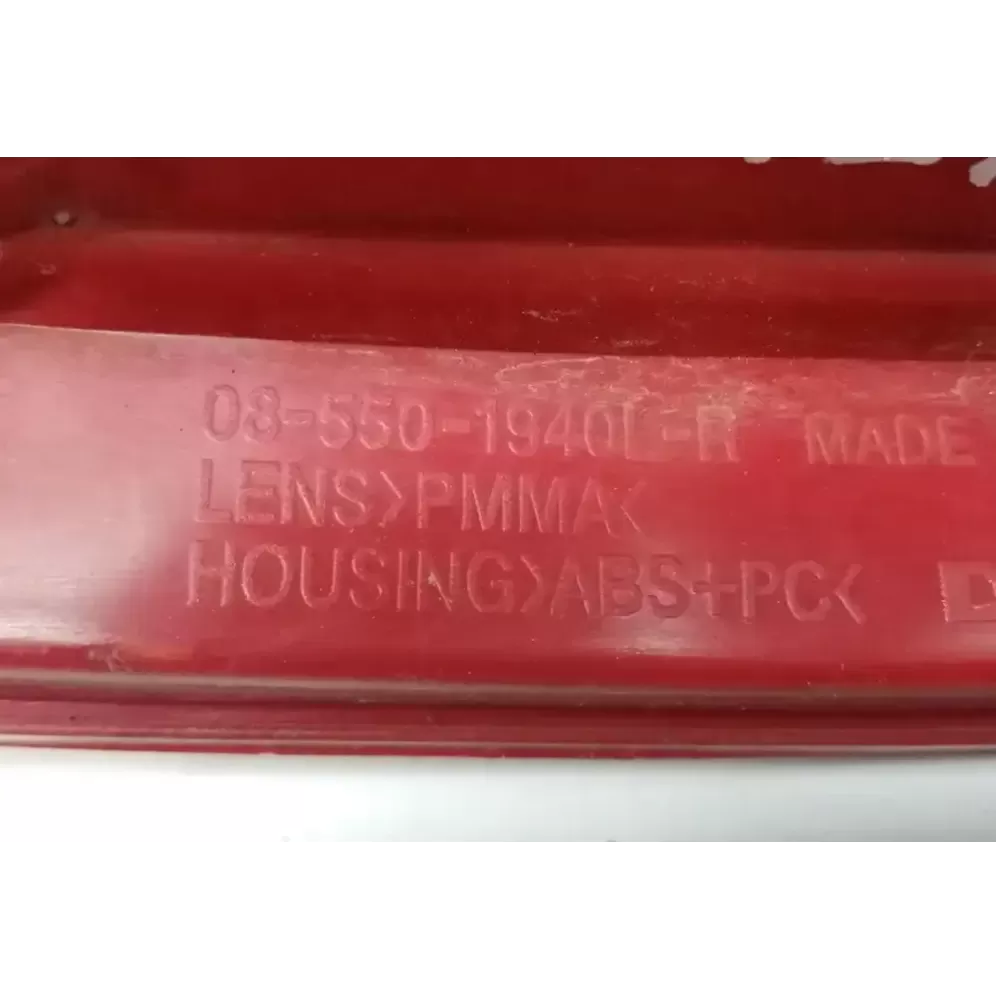 08-550-1940L-R MADE
LENS>PMMA<
HOUSING>ABS+PC<